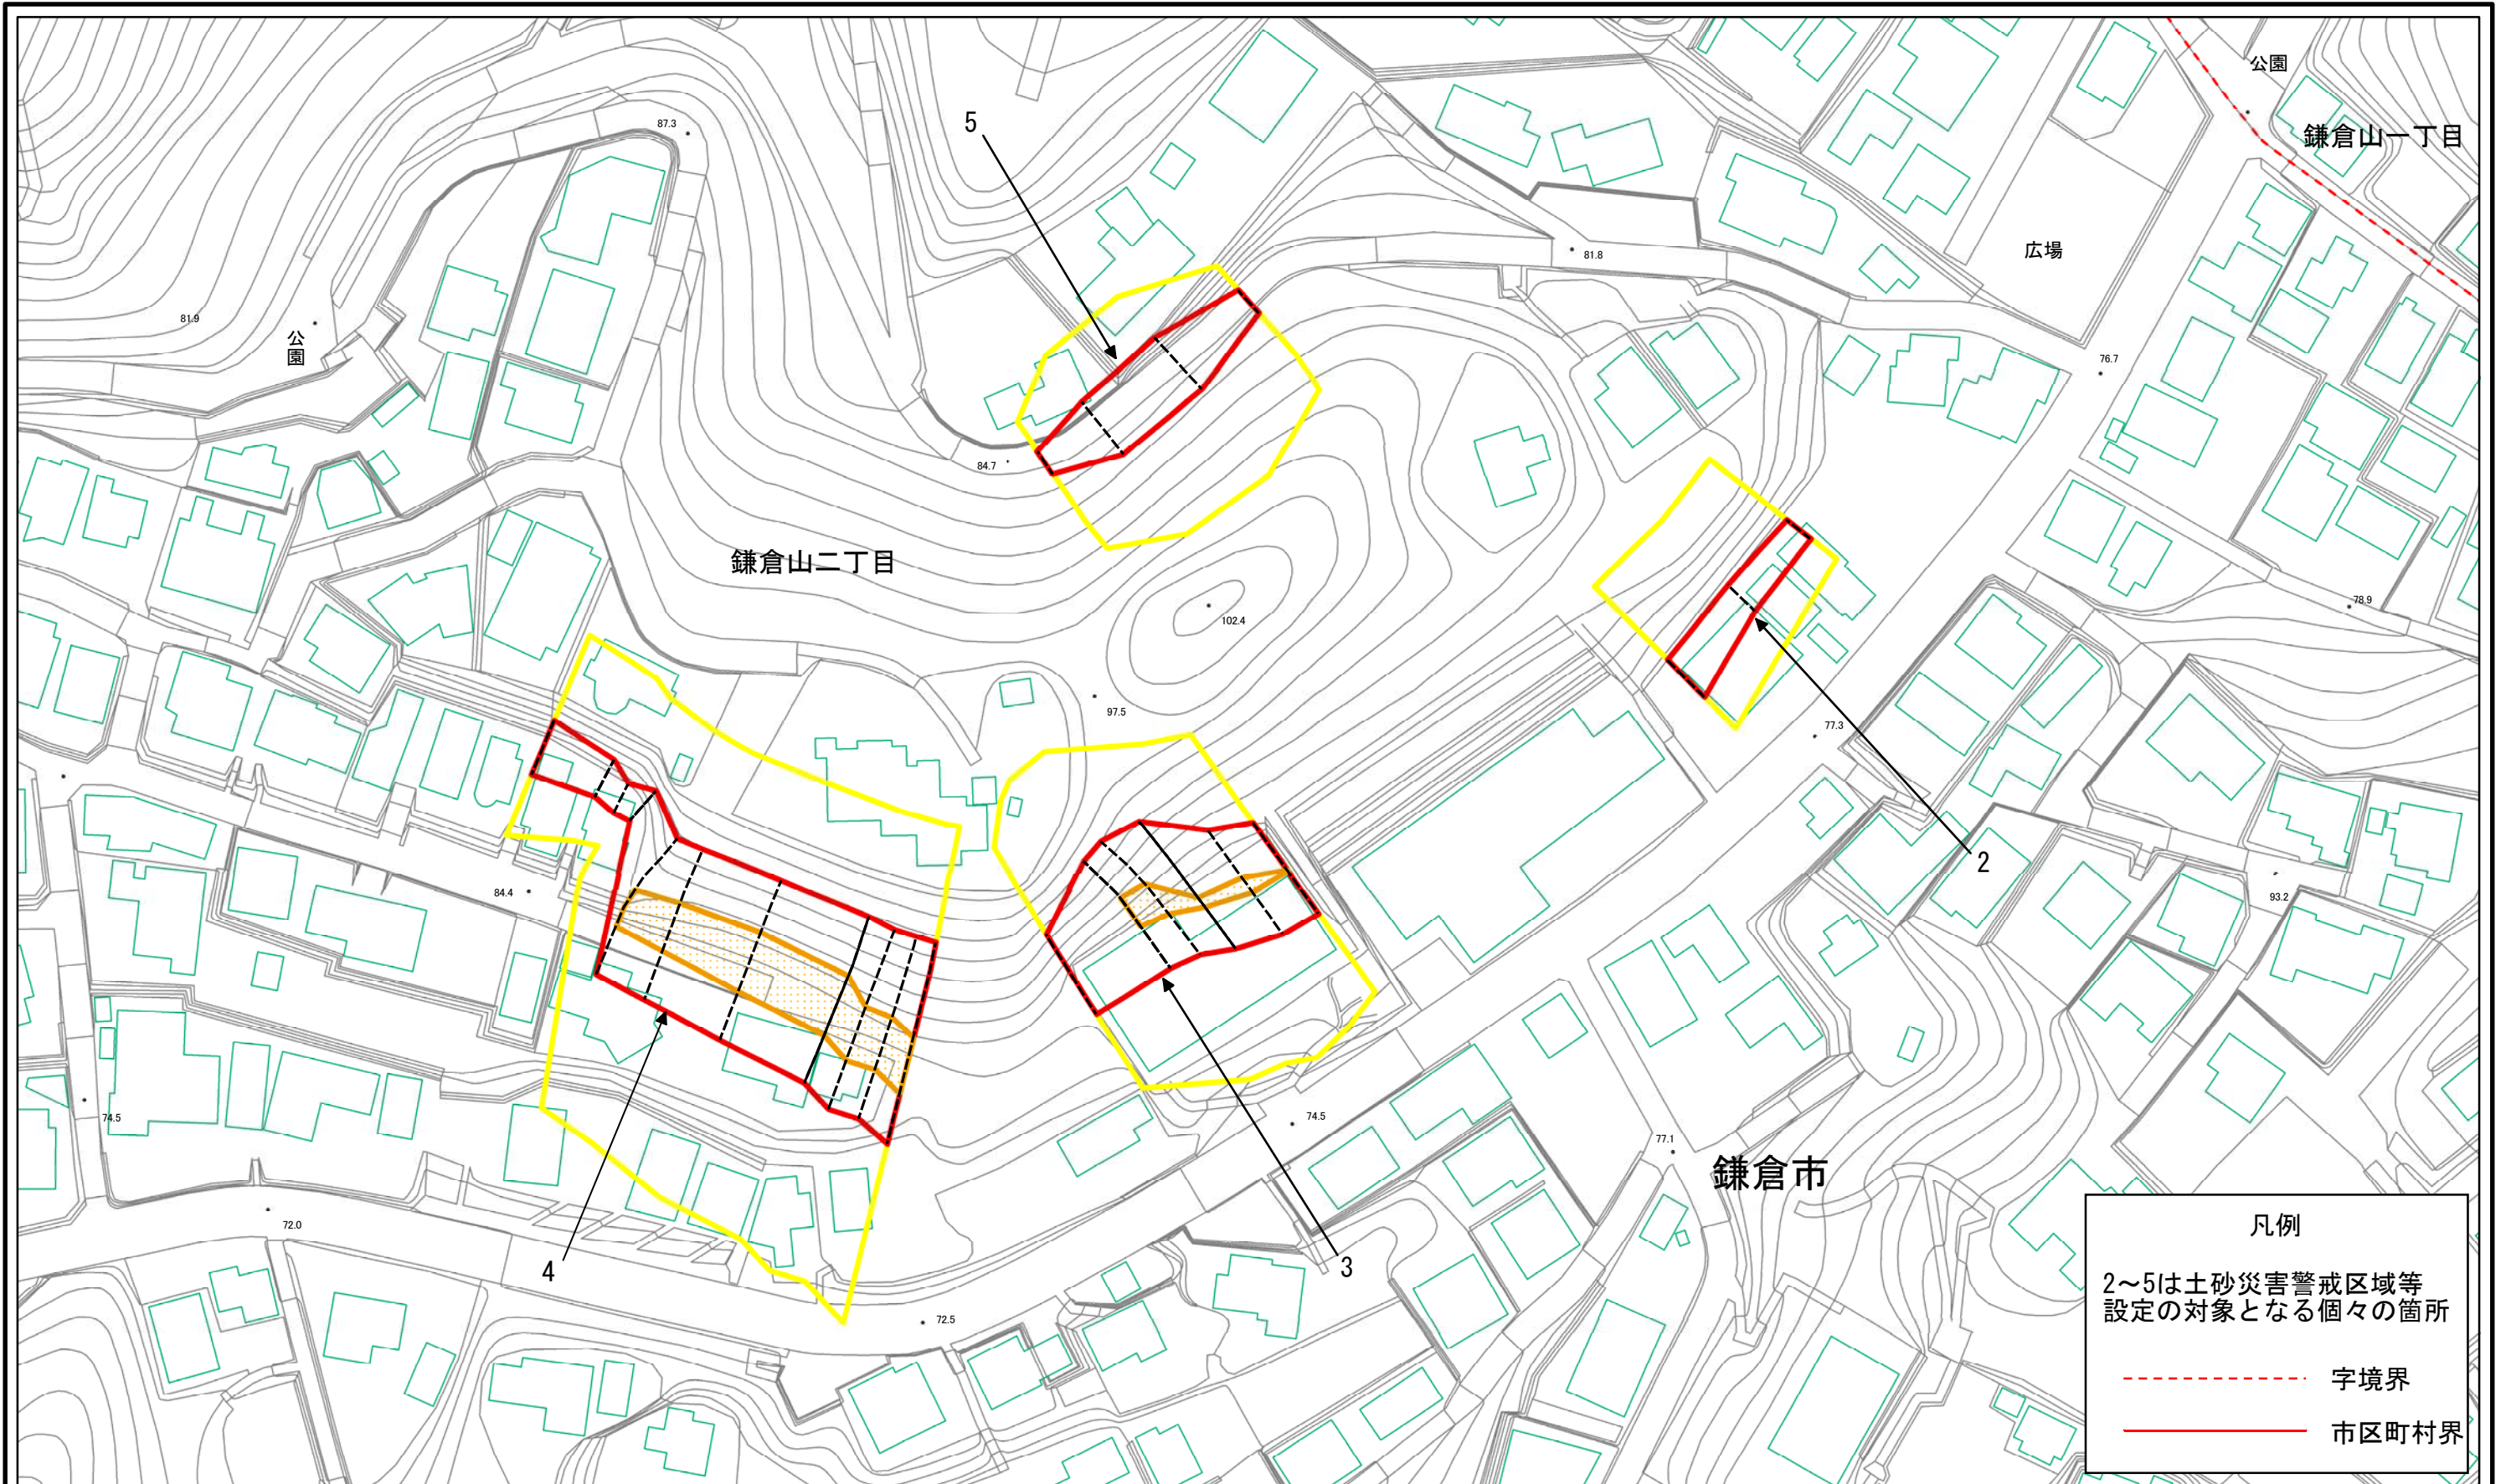 公園
鎌倉山一丁目
87.3
5
広場
81.8
81.9
公園
76.7
84.7
鎌倉山二丁目
102.4
78.9
97.5
77.3
2
84.4
93.2
74.5
74.5
77.1
鎌倉市
72.0
4
3
72.5
凡例
2～5は土砂災害警戒区域等
設定の対象となる個々の箇所
字境界
市区町村界